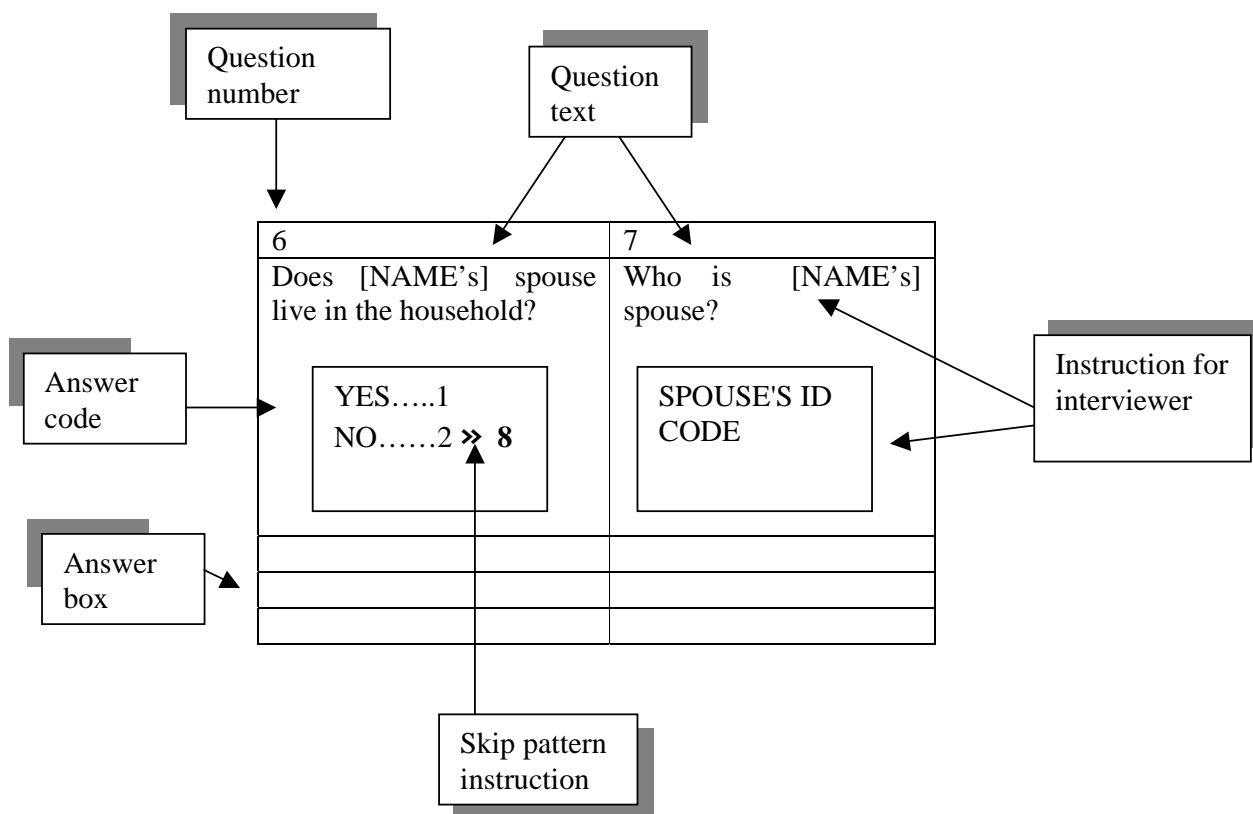 Question
number
Question
text
6
7
Does [NAME's] spouse
live in the household?
Who is [NAME's]
spouse?
Answer
code
YES…..1
NO……2 » 8
SPOUSE'S ID
CODE
Instruction for
interviewer
Answer
box
Skip pattern
instruction